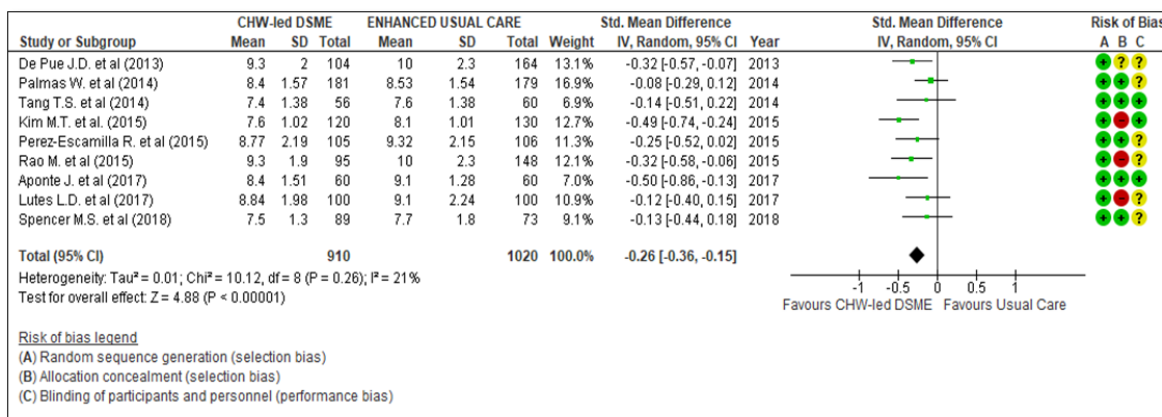 CHW-led DSME ENHANCED USUAL CARE Std. Mean Difference Std. Mean Difference Risk of Bias
Study or Subgroup Mean SD Total Mean SD Total Weight IV, Random, 95% CI Year IV, Random, 95% CI A B C
De Pue J.D. et al (2013) 9.3 2 104 10 2.3 164 13.1% -0.32 [-0.57, -0.07] 2013 + ? ?
Palmas W. et al (2014) 8.4 1.57 181 8.53 1.54 179 16.9% -0.08 [-0.29, 0.12] 2014 + + ?
Tang T.S. et al (2014) 7.4 1.38 56 7.6 1.38 60 6.9% -0.14 [-0.51, 0.22] 2014 + + +
Kim M.T. et al. (2015) 7.6 1.02 120 8.1 1.01 130 12.7% -0.49 [-0.74, -0.24] 2015 + - +
Perez-Escamilla R. et al (2015) 8.77 2.19 105 9.32 2.15 106 11.3% -0.25 [-0.52, 0.02] 2015 + + ?
Rao M. et al (2015) 9.3 1.9 95 10 2.3 148 12.1% -0.32 [-0.58, -0.06] 2015 + - ?
Aponte J. et al (2017) 8.4 1.51 60 9.1 1.28 60 7.0% -0.50 [-0.86, -0.13] 2017 + + +
Lutes L.D. et al (2017) 8.84 1.98 100 9.1 2.24 100 10.9% -0.12 [-0.40, 0.15] 2017 + - ?
Spencer M.S. et al (2018) 7.5 1.3 89 7.7 1.8 73 9.1% -0.13 [-0.44, 0.18] 2018 + + ?
Total (95% CI) 910 1020 100.0% -0.26 [-0.36, -0.15]
Heterogeneity: Tau² = 0.01; Chi² = 10.12, df = 8 (P = 0.26); I² = 21%
Test for overall effect: Z = 4.88 (P < 0.00001)
-1 -0.5 0 0.5 1
Favours CHW-led DSME Favours Usual Care
Risk of bias legend
(A) Random sequence generation (selection bias)
(B) Allocation concealment (selection bias)
(C) Blinding of participants and personnel (performance bias)